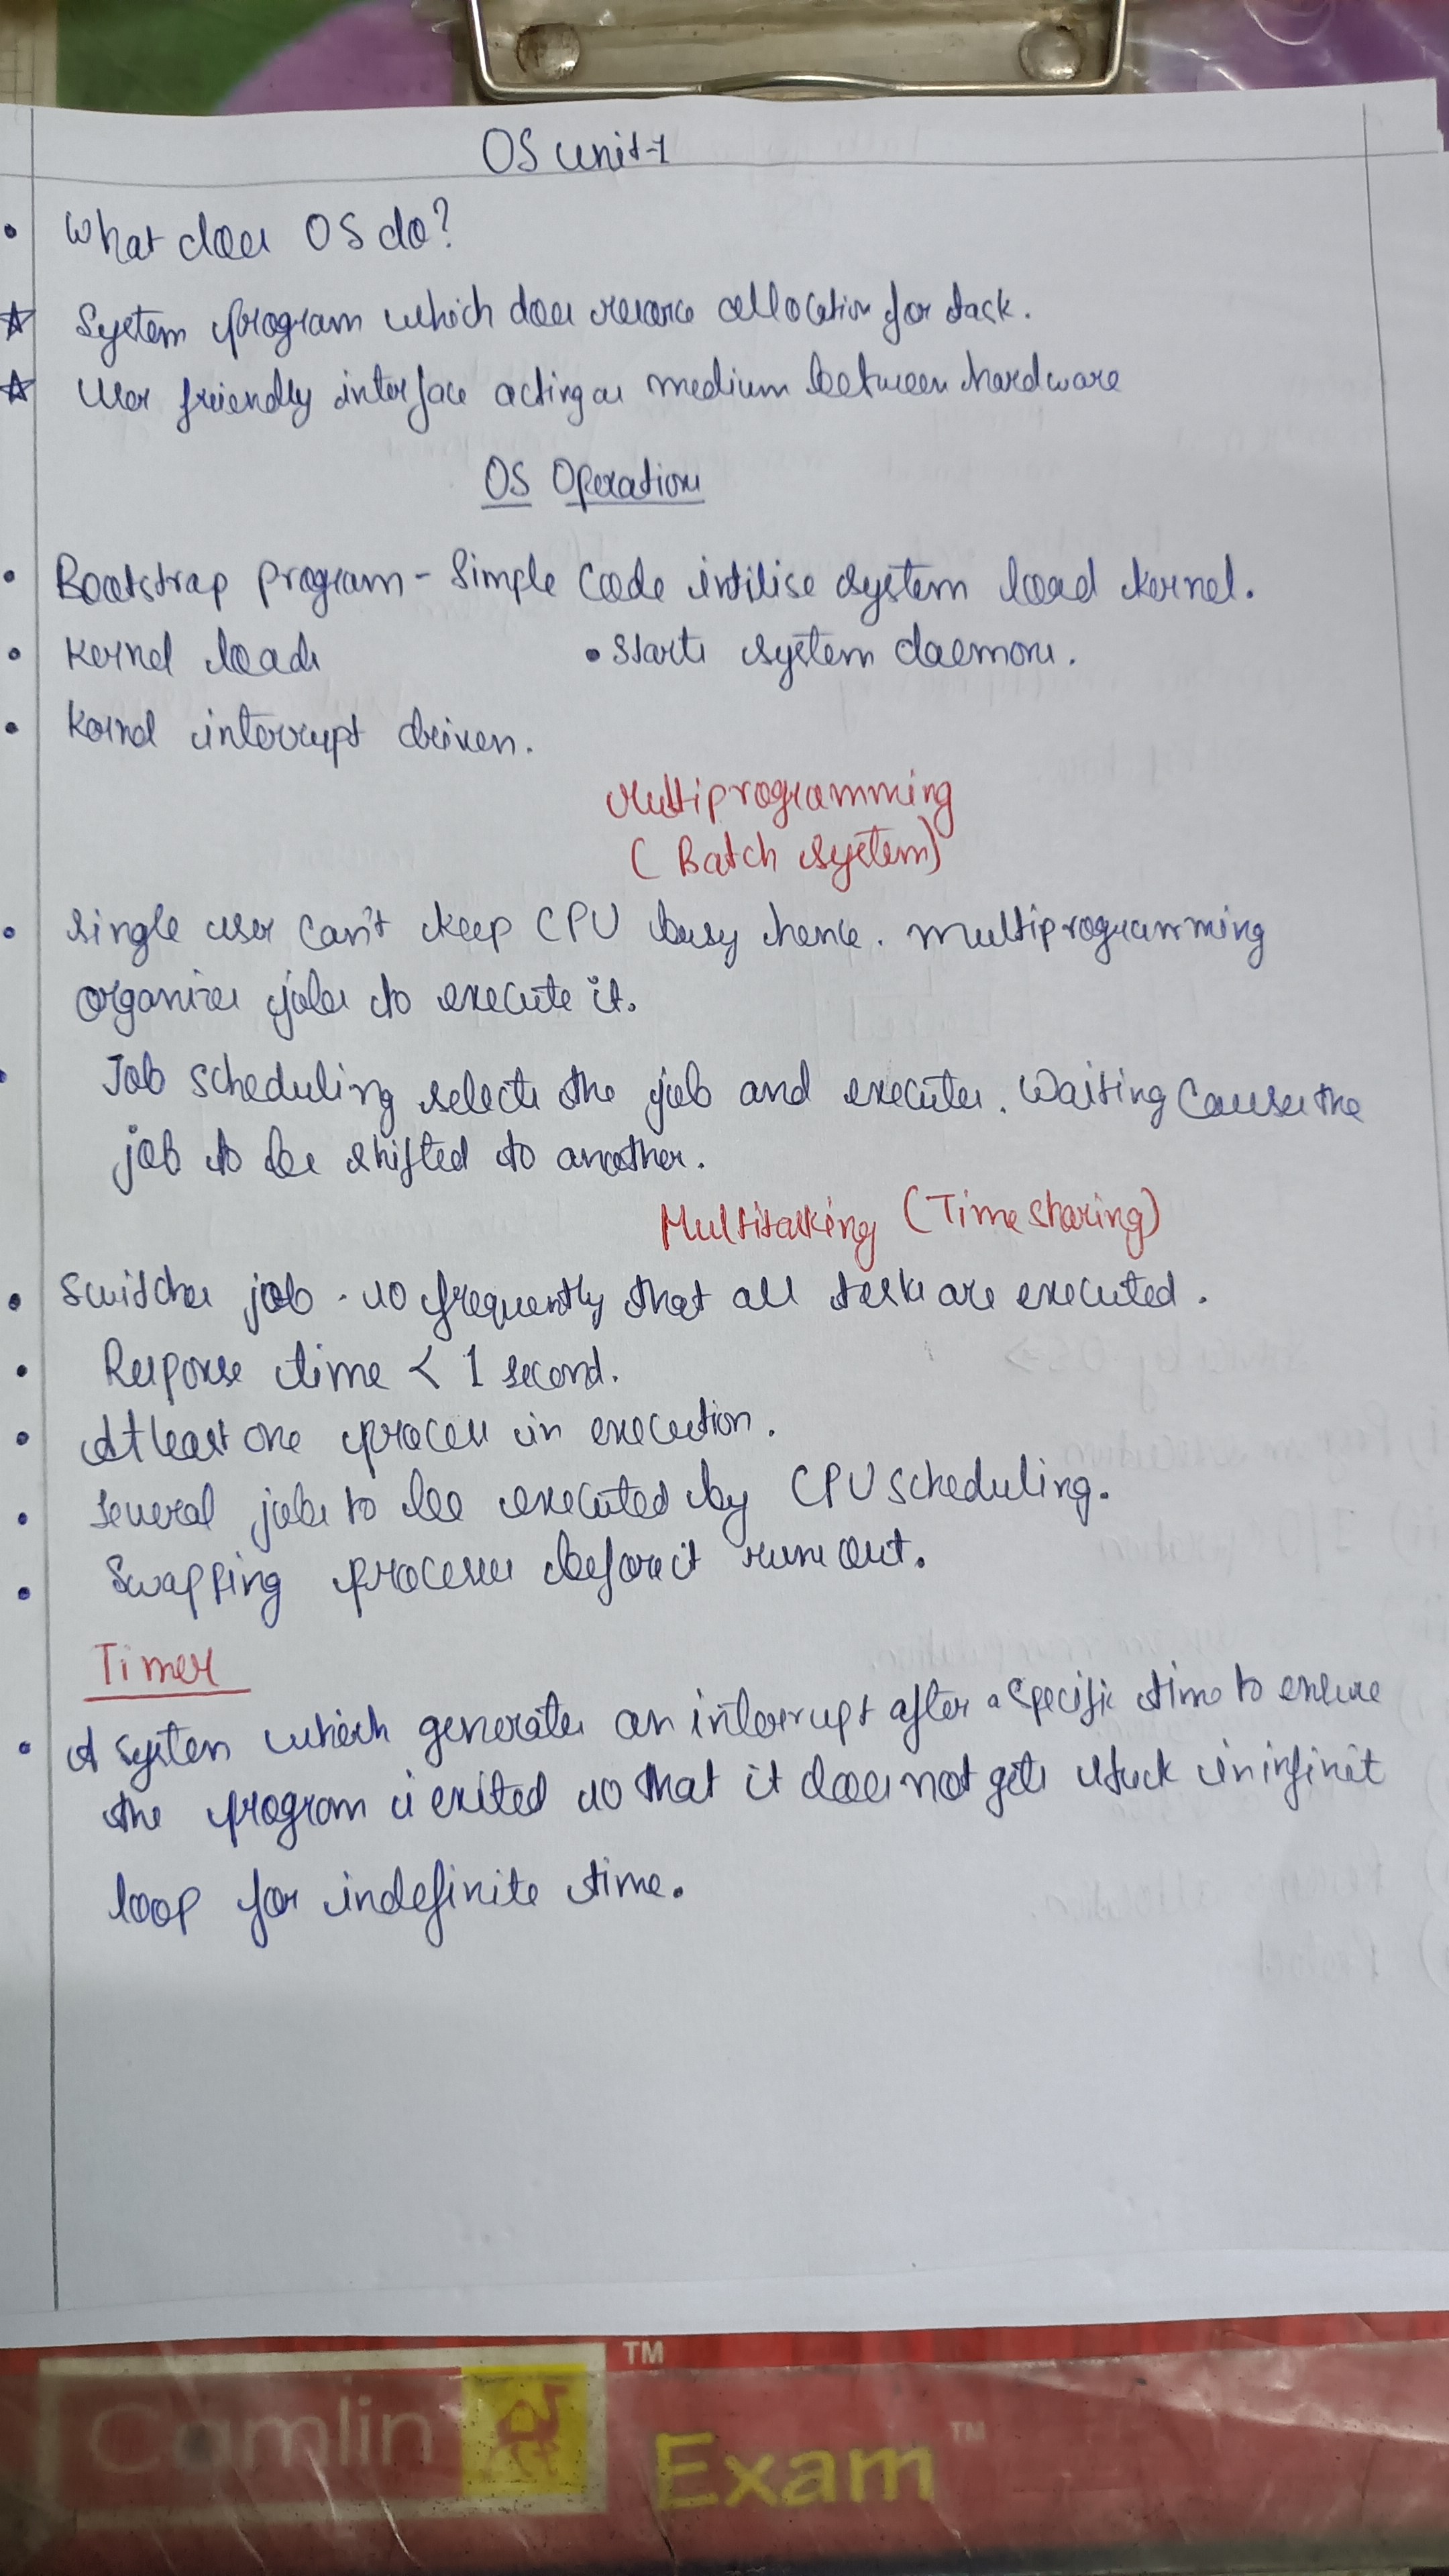 OS unit-1
• What does OS do?
☆ System program which does resource allocation for task.
☆ User friendly interface acting as medium between hardware
OS Operations
• Bootstrap program - Simple code intilise system load kernel.
• Kernel loads • Starts system daemons.
• Kernel interrupt driven.
Multiprogramming
(Batch system)
• Single user can't keep CPU busy hence. multiprogramming
organizes jobs to execute it.
• Job scheduling selects the job and executes. Waiting causes the
job to be shifted to another.
Multitasking (Time sharing)
• Switches job . so frequently that all tasks are executed.
• Response time < 1 second.
• Atleast one process in execution.
• Several jobs to be executed by CPU scheduling.
• Swapping processes before it runs out.
Timer
• A system which generates an interrupt after a specific time to ensure
the program is exited so that it does not gets stuck in infinit
loop for indefinite time.
TM
Camlin
Exam TM